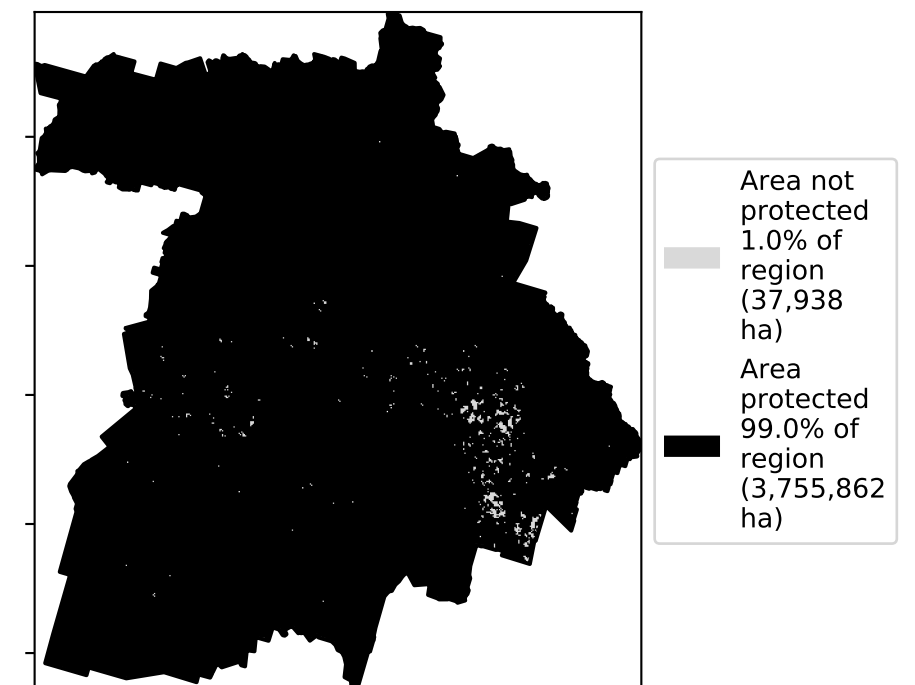 Area not
protected
1.0% of
region
(37,938
ha)
Area
protected
99.0% of
region
(3,755,862
ha)